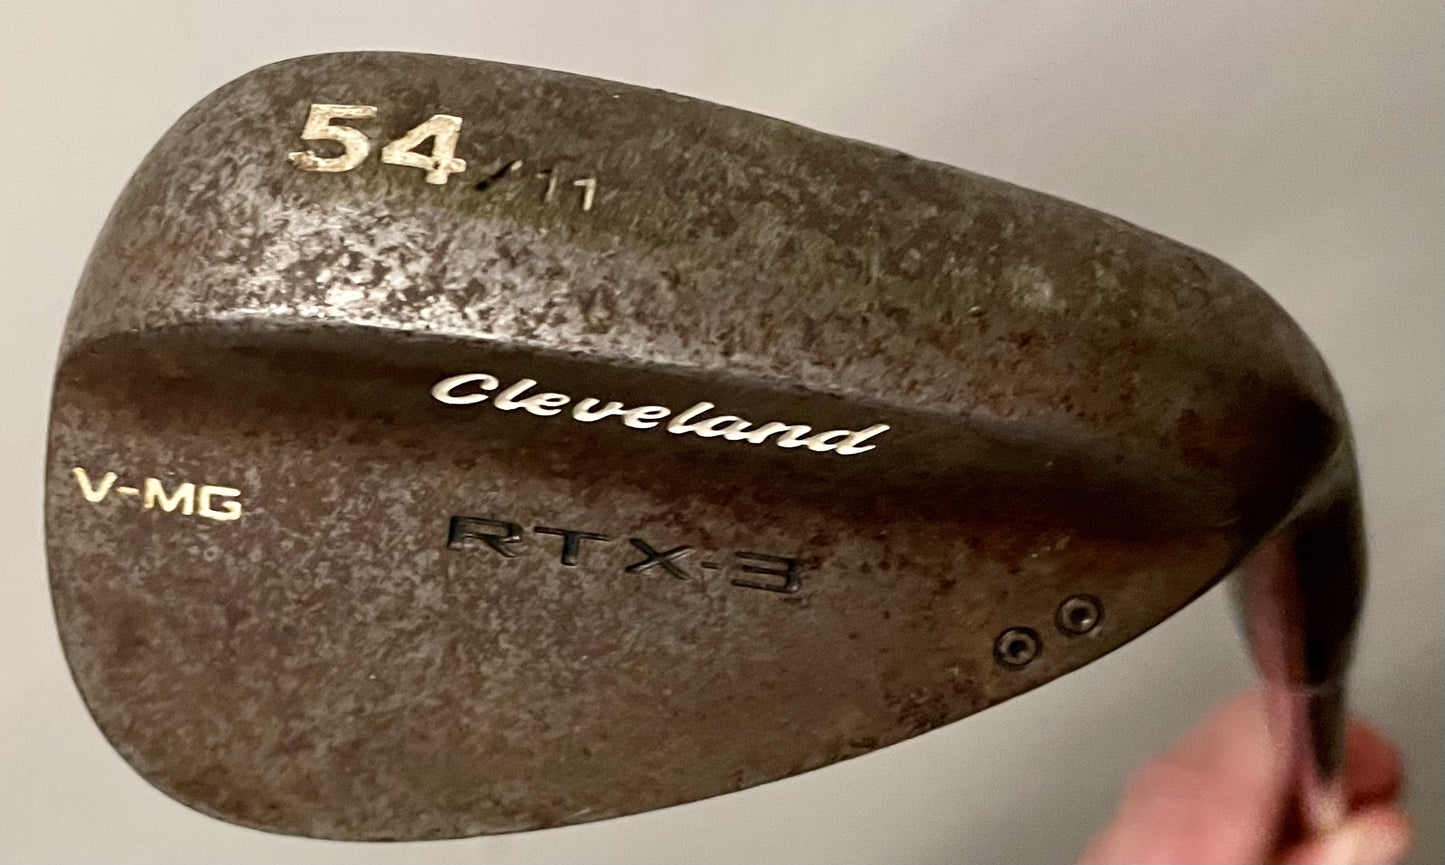 54/11
Cleveland
V-MG
RTX-3